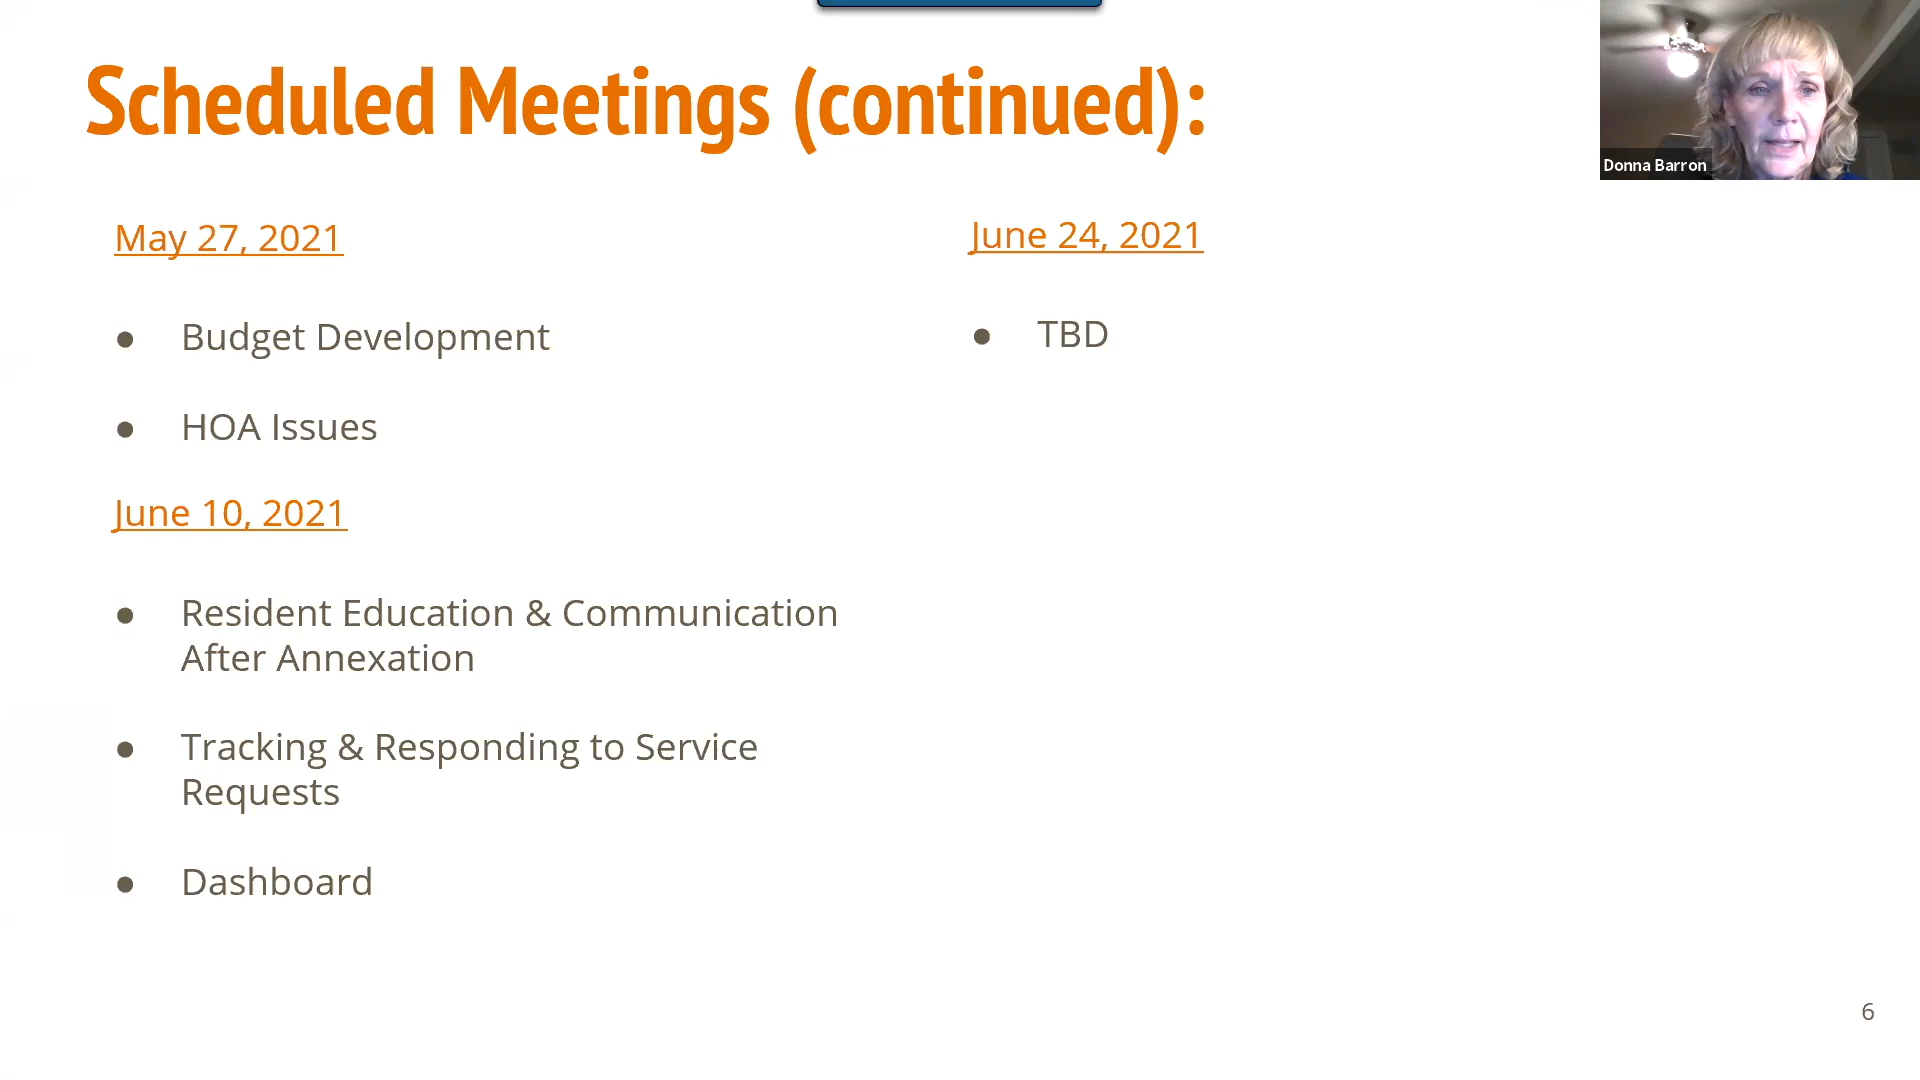 Scheduled Meetings (continued):
Donna Barron
May 27, 2021
● Budget Development
● HOA Issues
June 10, 2021
● Resident Education & Communication
After Annexation
● Tracking & Responding to Service
Requests
● Dashboard
June 24, 2021
● TBD
6